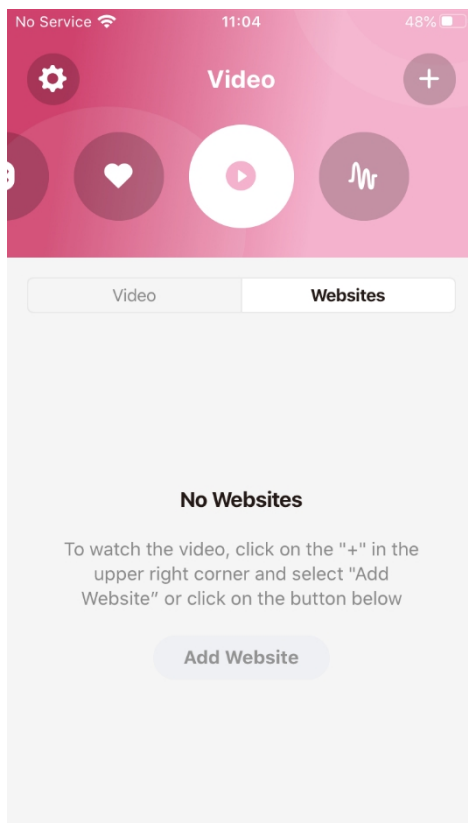 No Service 11:04 48%
Video
Video Websites
No Websites
To watch the video, click on the "+" in the
upper right corner and select "Add
Website” or click on the button below
Add Website